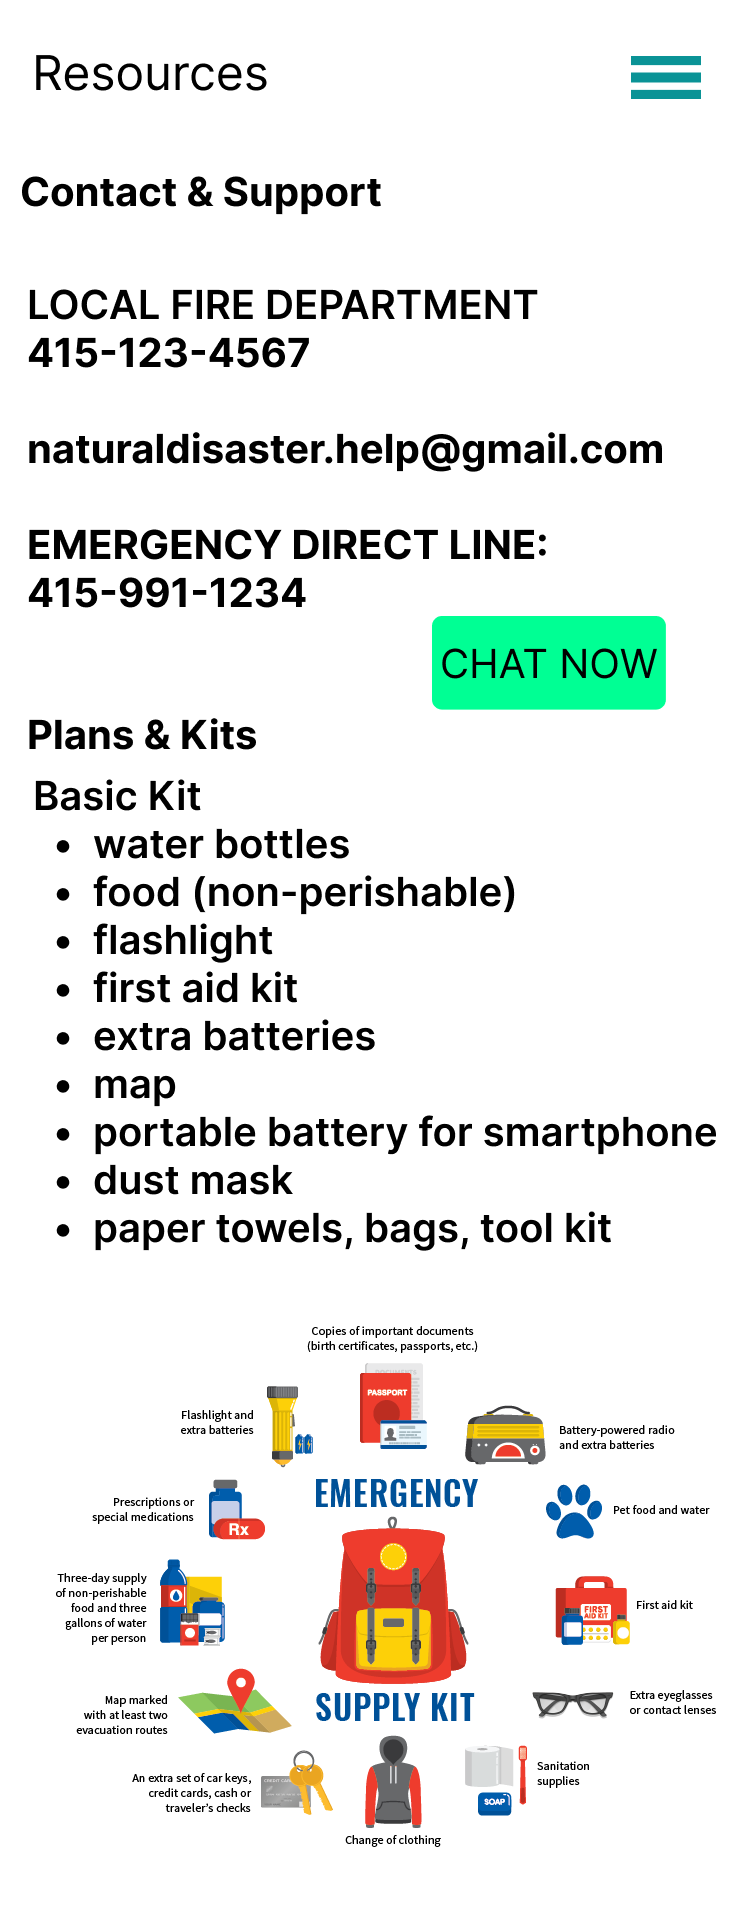 Resources
Contact & Support
LOCAL FIRE DEPARTMENT
415-123-4567
naturaldisaster.help@gmail.com
EMERGENCY DIRECT LINE:
415-991-1234
CHAT NOW
Plans & Kits
Basic Kit
• water bottles
• food (non-perishable)
• flashlight
• first aid kit
• extra batteries
• map
• portable battery for smartphone
• dust mask
• paper towels, bags, tool kit
Copies of important documents
(birth certificates, passports, etc.)
DOCUMENTS
PASSPORT
Flashlight and
extra batteries
Battery-powered radio
and extra batteries
EMERGENCY
Prescriptions or
special medications
Rx
Pet food and water
Three-day supply
of non-perishable
food and three
gallons of water
per person
FIRST
AID KIT
First aid kit
Map marked
with at least two
evacuation routes
SUPPLY KIT
Extra eyeglasses
or contact lenses
An extra set of car keys,
credit cards, cash or
traveler's checks
CREDIT CARD
Sanitation
supplies
SOAP
Change of clothing